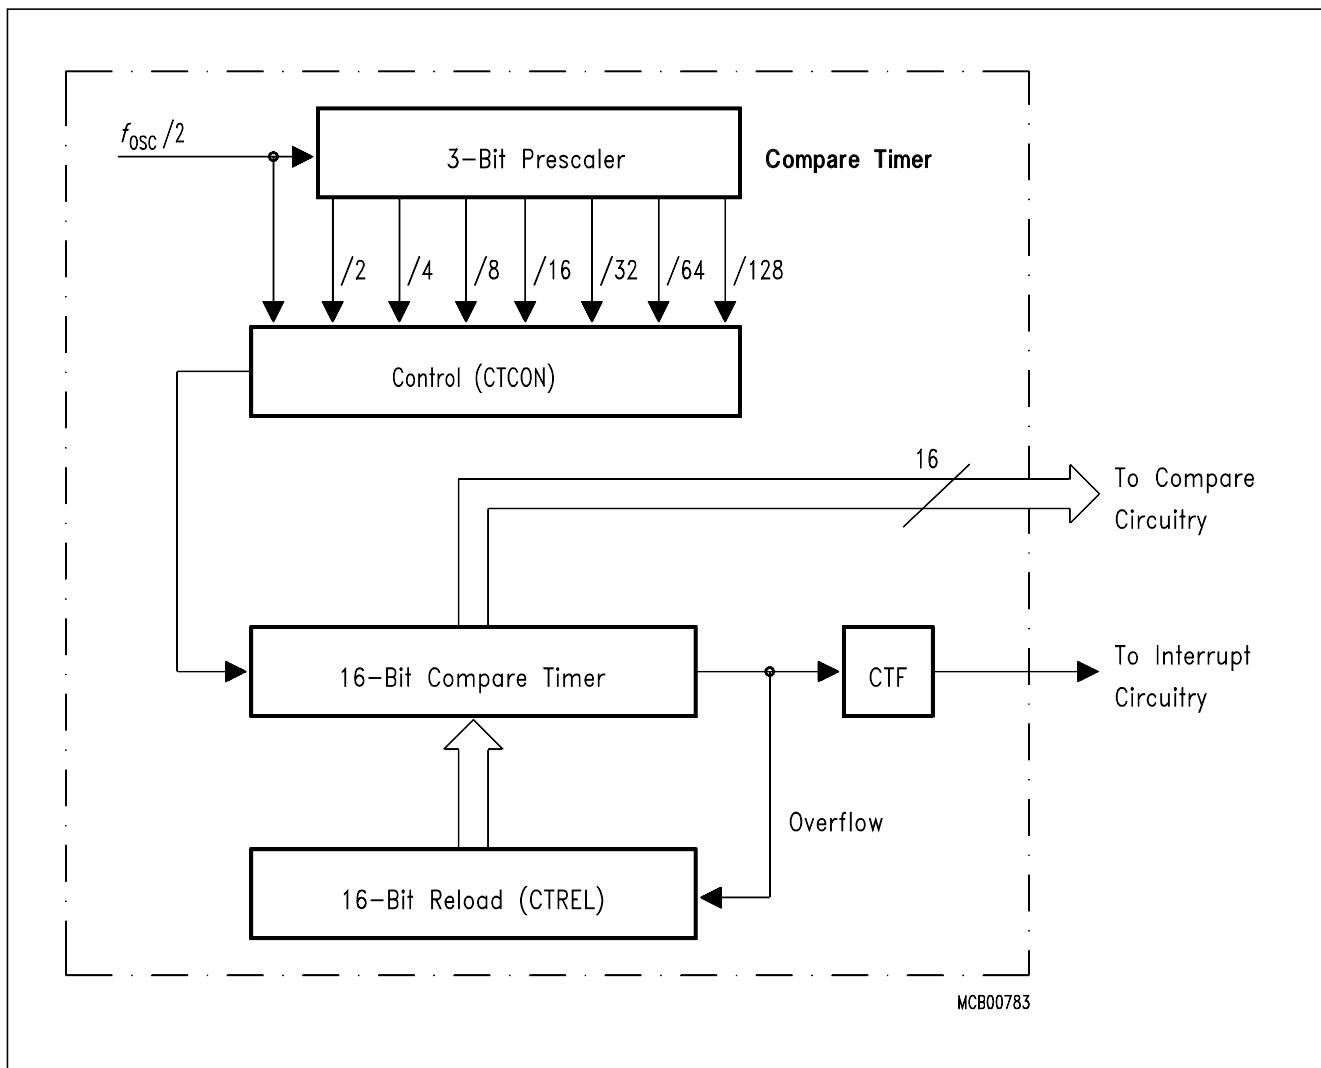 fOSC/2
3-Bit Prescaler
Compare Timer
/2
/4
/8
/16
/32
/64
/128
Control (CTCON)
16
To Compare
Circuitry
16-Bit Compare Timer
CTF
To Interrupt
Circuitry
Overflow
16-Bit Reload (CTREL)
MCB00783